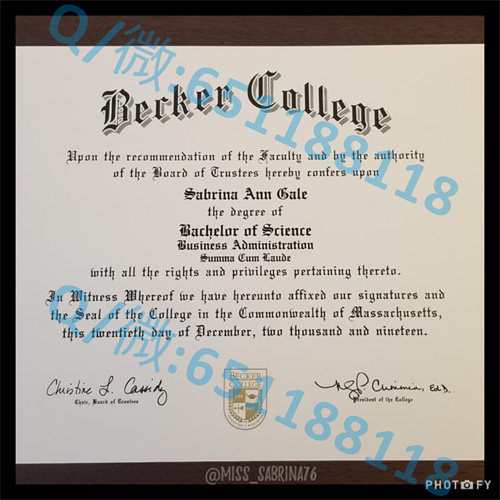 Q/微:651188118
Becker College
Upon the recommendation of the Faculty and by the authority
of the Board of Trustees hereby confers upon
Sabrina Ann Gale
the degree of
Bachelor of Science
Business Administration
Summa Cum Laude
with all the rights and privileges pertaining thereto.
In Witness Whereof we have hereunto affixed our signatures and
the Seal of the College in the Commonwealth of Massachusetts,
this twentieth day of December, two thousand and nineteen.
Q/微:651188118
Christine L. Cassidy
Chair, Board of Trustees
BECKER
COLLEGE
Ed.D.
President of the College
@MISS_SABRINA76
PHOTOFY